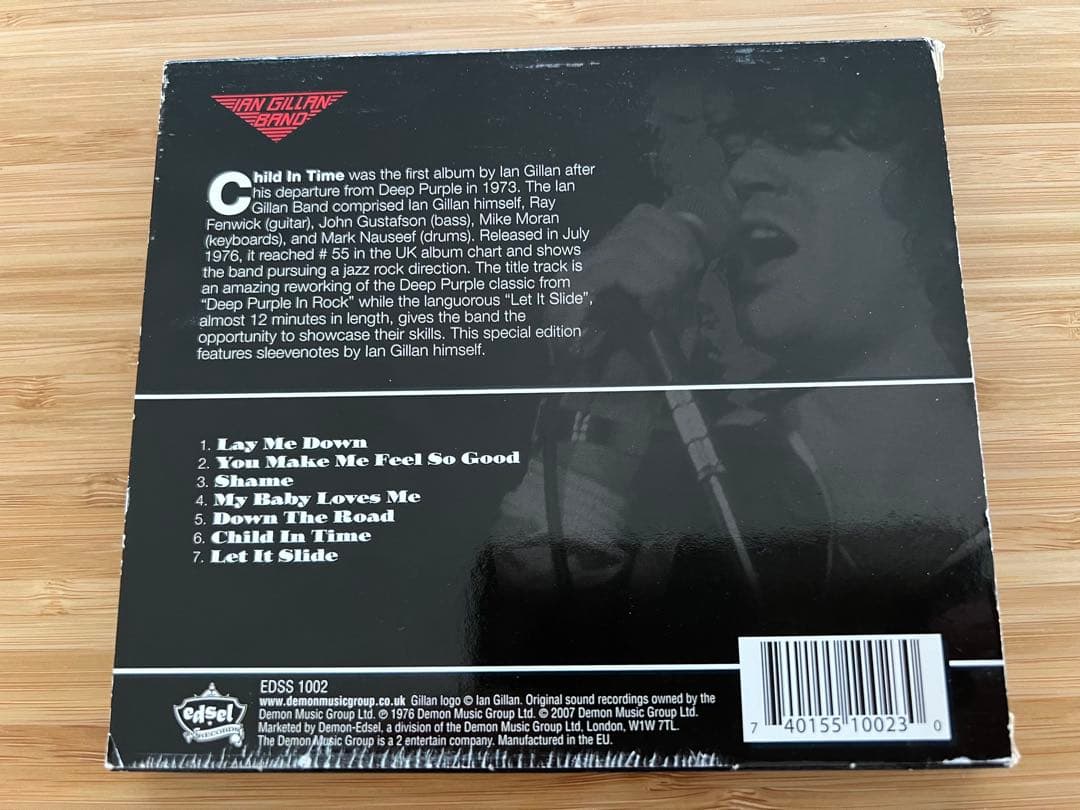 IAN GILLAN
BAND
Child In Time was the first album by Ian Gillan after
his departure from Deep Purple in 1973. The Ian
Gillan Band comprised Ian Gillan himself, Ray
Fenwick (guitar), John Gustafson (bass), Mike Moran
(keyboards), and Mark Nauseef (drums). Released in July
1976, it reached # 55 in the UK album chart and shows
the band pursuing a jazz rock direction. The title track is
an amazing reworking of the Deep Purple classic from
“Deep Purple In Rock” while the languorous “Let It Slide”,
almost 12 minutes in length, gives the band the
opportunity to showcase their skills. This special edition
features sleevenotes by Ian Gillan himself.
1. Lay Me Down
2. You Make Me Feel So Good
3. Shame
4. My Baby Loves Me
5. Down The Road
6. Child In Time
7. Let It Slide
edsel
RECORDS
EDSS 1002
www.demonmusicgroup.co.uk Gillan logo © Ian Gillan. Original sound recordings owned by the
Demon Music Group Ltd. ℗ 1976 Demon Music Group Ltd. © 2007 Demon Music Group Ltd.
Marketed by Demon-Edsel, a division of the Demon Music Group Ltd, London, W1W 7TL.
The Demon Music Group is a 2 entertain company. Manufactured in the EU.
7 40155 10023 0